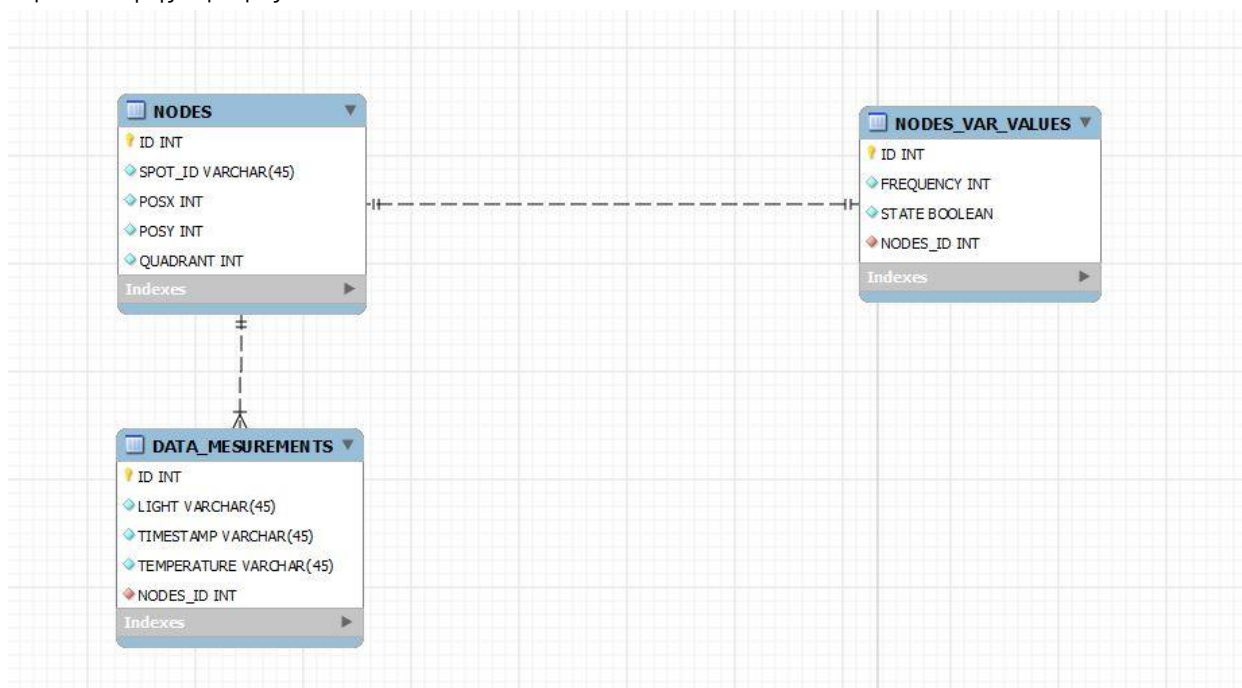 NODES
ID INT
SPOT_ID VARCHAR(45)
POSX INT
POSY INT
QUADRANT INT
Indexes
NODES_VAR_VALUES
ID INT
FREQUENCY INT
STATE BOOLEAN
NODES_ID INT
Indexes
DATA_MESUREMENTS
ID INT
LIGHT VARCHAR(45)
TIMESTAMP VARCHAR(45)
TEMPERATURE VARCHAR(45)
NODES_ID INT
Indexes